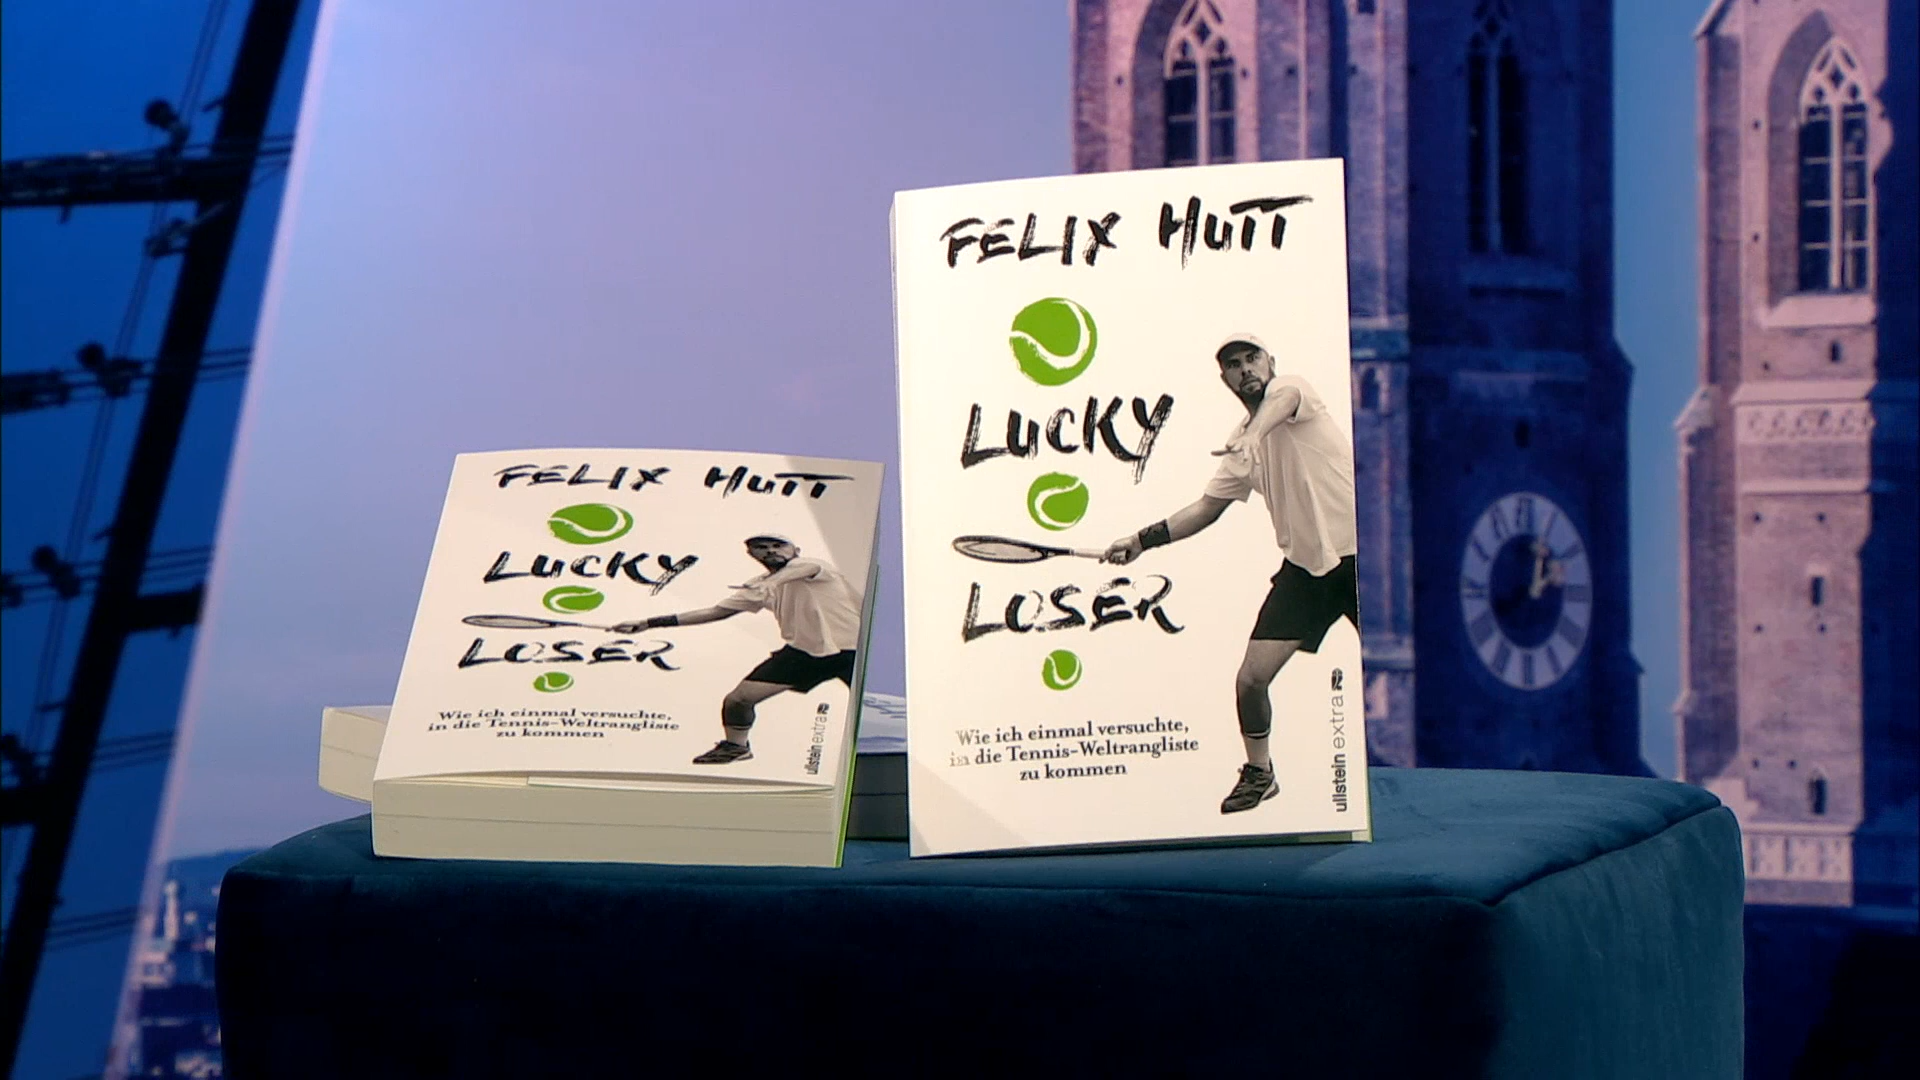 FELIX HUTT
LUCKY
LOSER
Wie ich einmal versuchte,
in die Tennis-Weltrangliste
zu kommen
ullstein extra
FELIX HUTT
LUCKY
LOSER
Wie ich einmal versuchte,
in die Tennis-Weltrangliste
zu kommen
ullstein extra